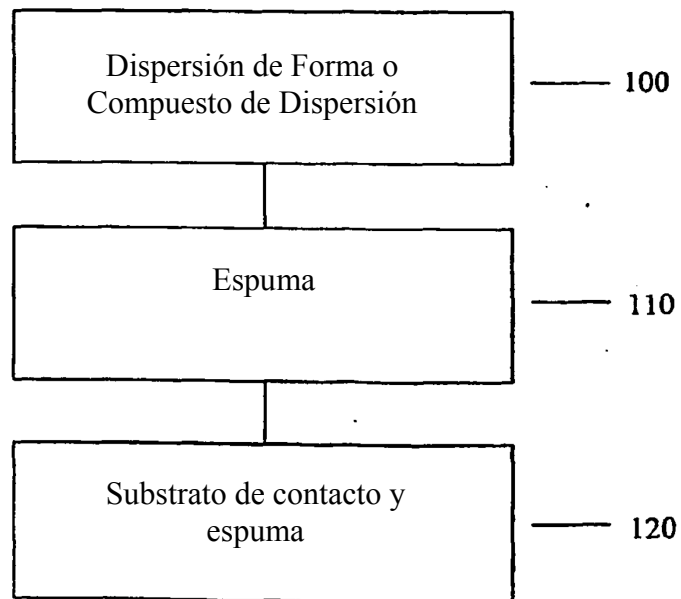 Dispersión de Forma o
Compuesto de Dispersión
100
Espuma
110
Substrato de contacto y
espuma
120